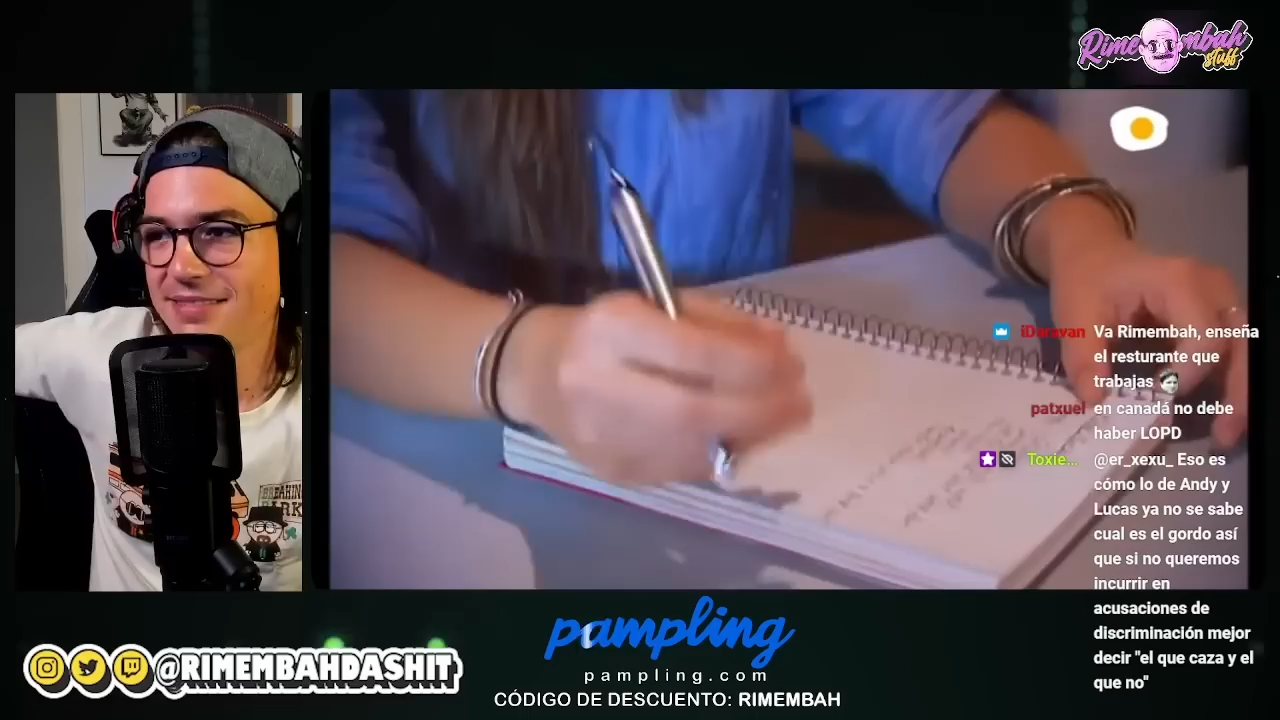 Rimembah
stuff
iDaravan Va Rimembah, enseña
el resturante que
trabajas
patxuel en canadá no debe
haber LOPD
Toxie... @er_xexu_ Eso es
cómo lo de Andy y
Lucas ya no se sabe
cual es el gordo así
que si no queremos
incurrir en
acusaciones de
discriminación mejor
decir "el que caza y el
que no"
BREAKING
pampling
pampling.com
CÓDIGO DE DESCUENTO: RIMEMBAH
@RIMEMBAHDASHIT